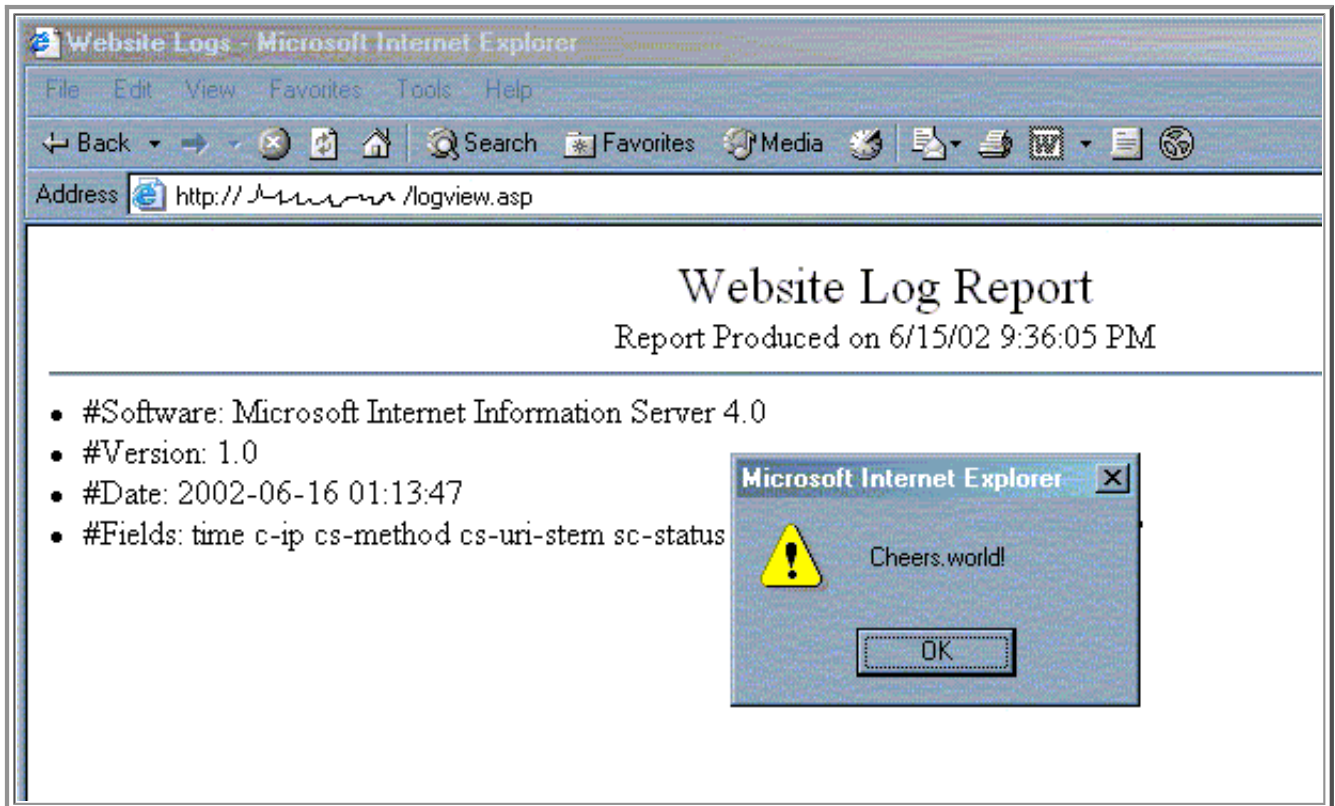 Website Logs - Microsoft Internet Explorer
File Edit View Favorites Tools Help
Back Search Favorites Media
Address http:// /logview.asp
Website Log Report
Report Produced on 6/15/02 9:36:05 PM
#Software: Microsoft Internet Information Server 4.0
#Version: 1.0
#Date: 2002-06-16 01:13:47
#Fields: time c-ip cs-method cs-uri-stem sc-status
Microsoft Internet Explorer
Cheers.world!
OK